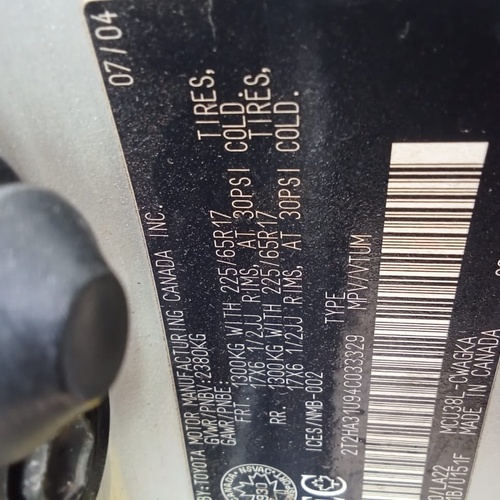 07/04
BY:TOYOTA MOTOR MANUFACTURING CANADA INC.
GVWR/PNBV:2380KG
GAWR/PNBE: TIRES,
FRT. 1300KG WITH 225/65R17
17X6 1/2JJ RIMS, AT 30PSI COLD.
RR. 1300KG WITH 225/65R17 TIRES,
17X6 1/2JJ RIMS, AT 30PSI COLD.
ICES/NMB-002
TYPE
2T2HA31U94C033329 MPV/VTUM
LA22 MCU38L-CWAGKA
U151F MADE IN CANADA